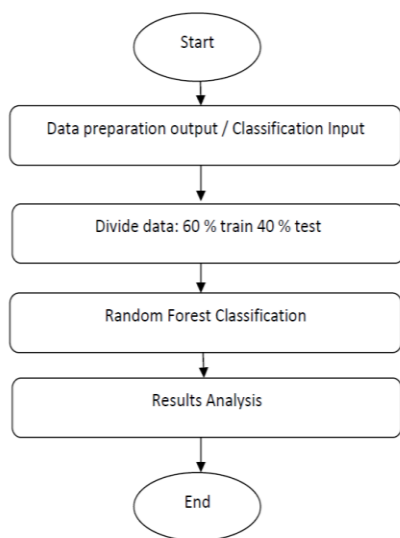 Start
Data preparation output / Classification Input
Divide data: 60 % train 40 % test
Random Forest Classification
Results Analysis
End